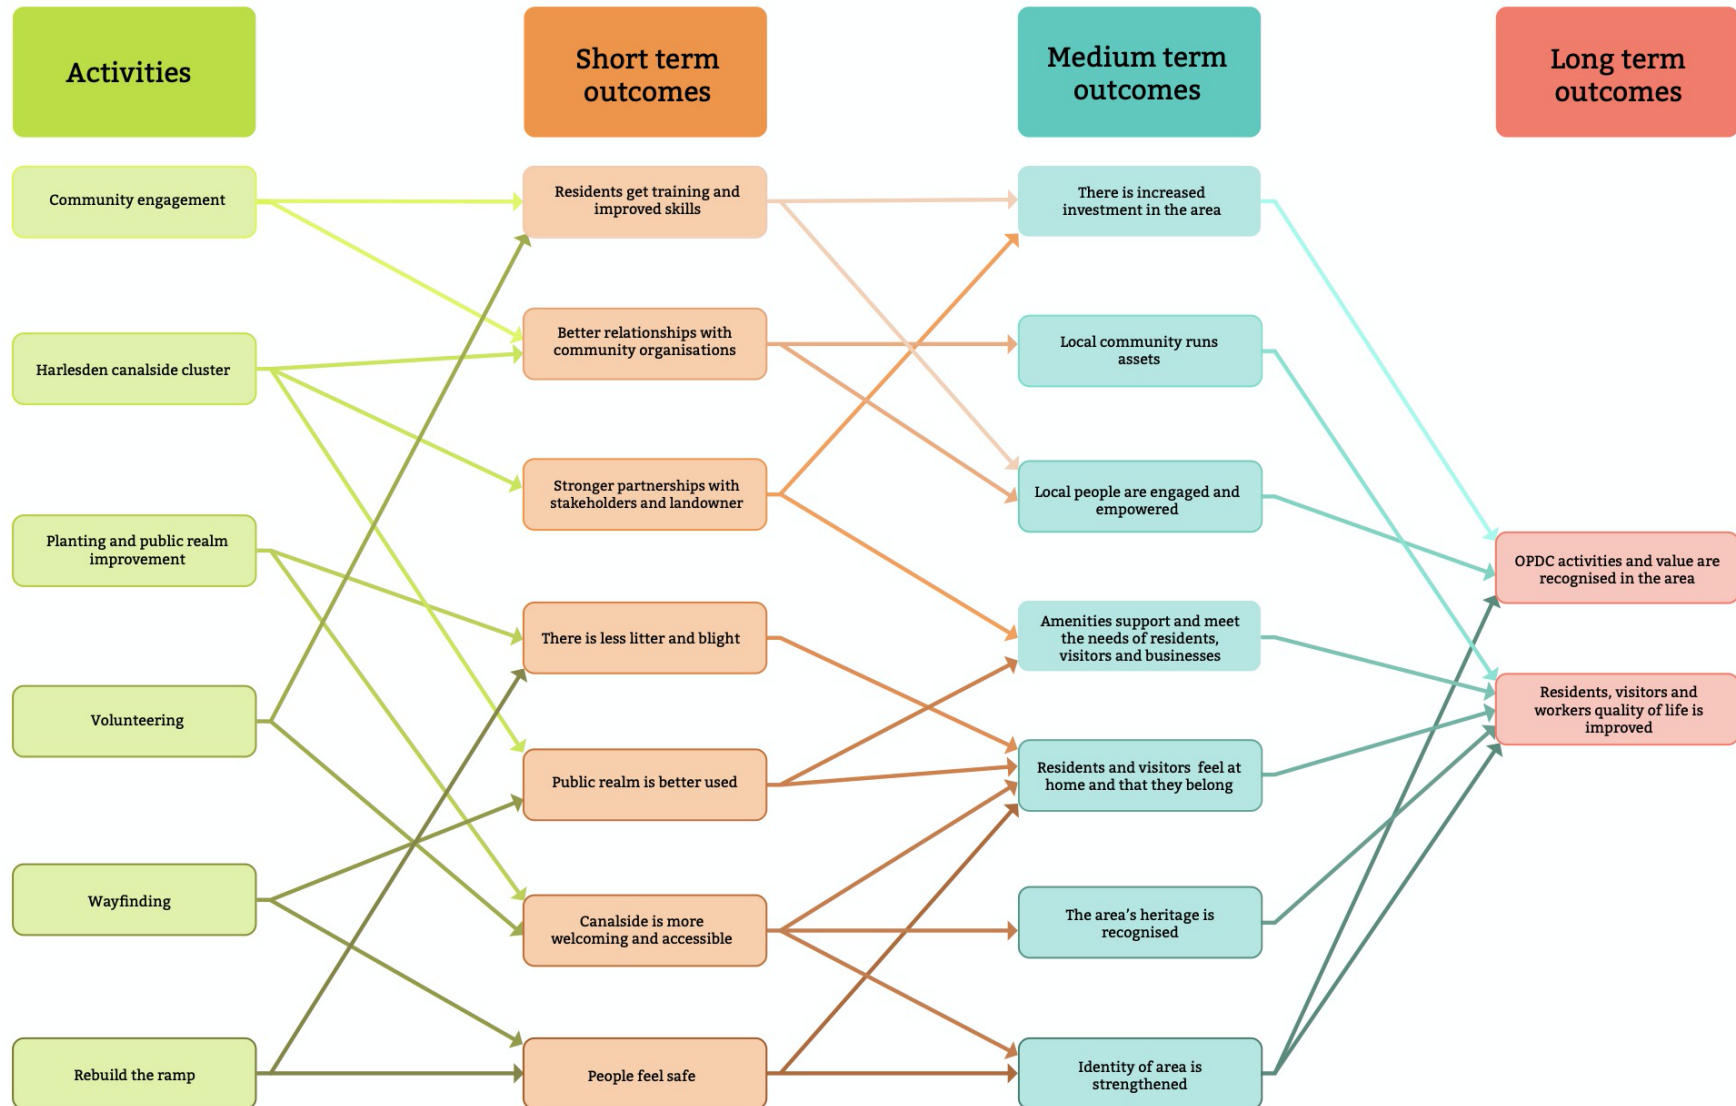 Activities
Short term
outcomes
Medium term
outcomes
Long term
outcomes
Community engagement
Harlesden canalside cluster
Planting and public realm
improvement
Volunteering
Wayfinding
Rebuild the ramp
Residents get training and
improved skills
Better relationships with
community organisations
Stronger partnerships with
stakeholders and landowner
There is less litter and blight
Public realm is better used
Canalside is more
welcoming and accessible
People feel safe
There is increased
investment in the area
Local community runs
assets
Local people are engaged and
empowered
Amenities support and meet
the needs of residents,
visitors and businesses
Residents and visitors  feel at
home and that they belong
The area’s heritage is
recognised
Identity of area is
strengthened
OPDC activities and value are
recognised in the area
Residents, visitors and
workers quality of life is
improved